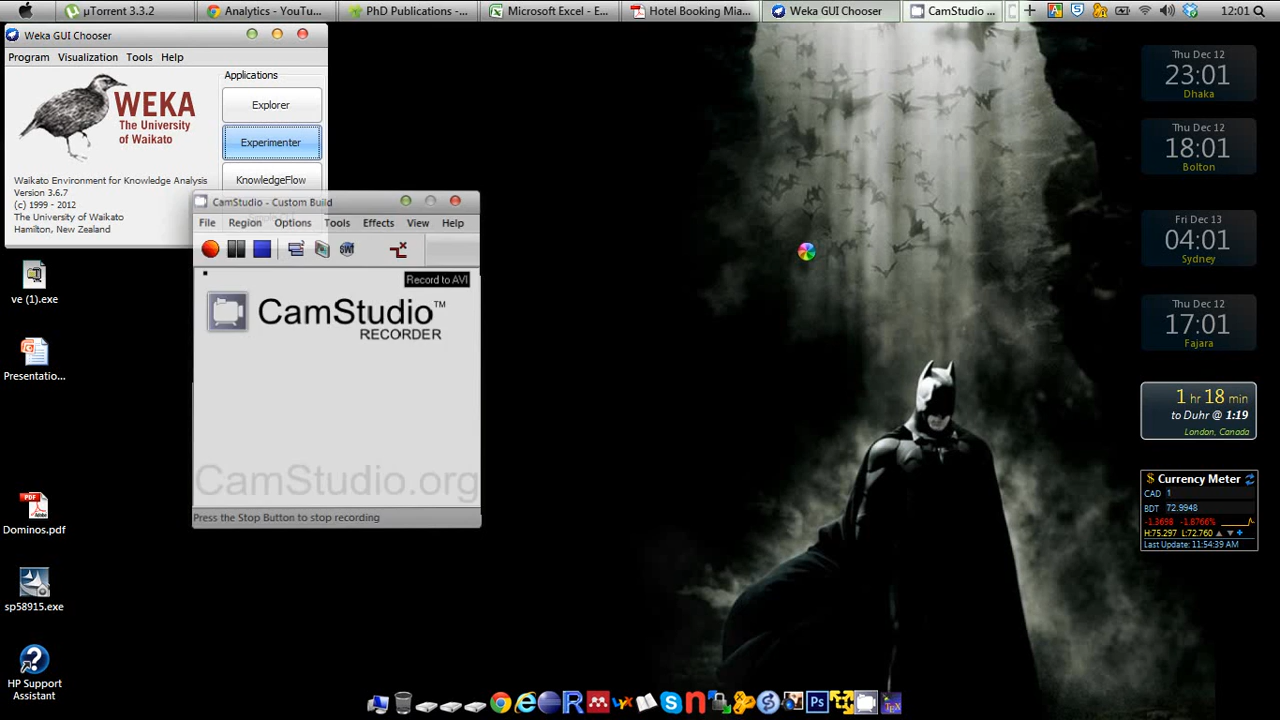 µTorrent 3.3.2
Analytics - YouTu...
PhD Publications -...
Microsoft Excel - E...
Hotel Booking Mia...
Weka GUI Chooser
CamStudio ...
12:01
Weka GUI Chooser
Program Visualization Tools Help
Applications
WEKA
The University
of Waikato
Explorer
Experimenter
KnowledgeFlow
Waikato Environment for Knowledge Analysis
Version 3.6.7
(c) 1999 - 2012
The University of Waikato
Hamilton, New Zealand
CamStudio - Custom Build
File Region Options Tools Effects View Help
Record to AVI
CamStudio™
RECORDER
CamStudio.org
Press the Stop Button to stop recording
ve (1).exe
Presentatio...
Dominos.pdf
sp58915.exe
HP Support
Assistant
Thu Dec 12
23:01
Dhaka
Thu Dec 12
18:01
Bolton
Fri Dec 13
04:01
Sydney
Thu Dec 12
17:01
Fajara
1 hr 18 min
to Duhr @ 1:19
London, Canada
$ Currency Meter
CAD 1
BDT 72.9948
-1.3698 -1.8766%
H:75.297 L:72.760
Last Update: 11:54:39 AM
Ps